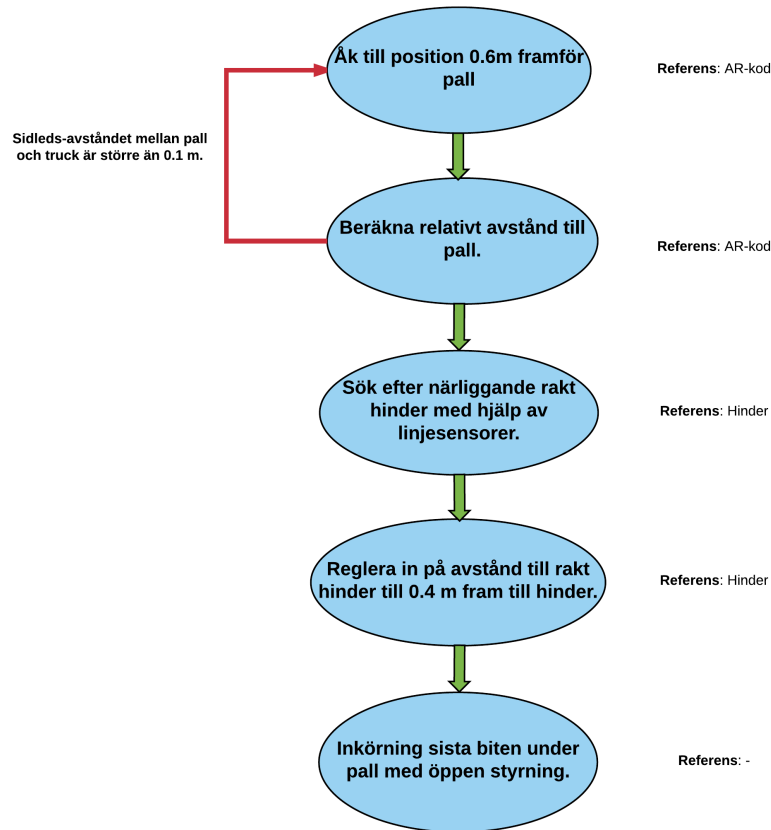 Åk till position 0.6m framför
pall
Referens: AR-kod
Sidleds-avståndet mellan pall
och truck är större än 0.1 m.
Beräkna relativt avstånd till
pall.
Referens: AR-kod
Sök efter närliggande rakt
hinder med hjälp av
linjesensorer.
Referens: Hinder
Reglera in på avstånd till rakt
hinder till 0.4 m fram till hinder.
Referens: Hinder
Inkörning sista biten under
pall med öppen styrning.
Referens: -